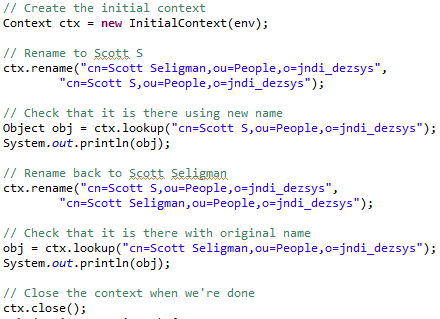 // Create the initial context
Context ctx = new InitialContext(env);
// Rename to Scott S
ctx.rename("cn=Scott Seligman,ou=People,o=jndi_dezsys",
"cn=Scott S,ou=People,o=jndi_dezsys");
// Check that it is there using new name
Object obj = ctx.lookup("cn=Scott S,ou=People,o=jndi_dezsys");
System.out.println(obj);
// Rename back to Scott Seligman
ctx.rename("cn=Scott S,ou=People,o=jndi_dezsys",
"cn=Scott Seligman,ou=People,o=jndi_dezsys");
// Check that it is there with original name
obj = ctx.lookup("cn=Scott Seligman,ou=People,o=jndi_dezsys");
System.out.println(obj);
// Close the context when we're done
ctx.close();